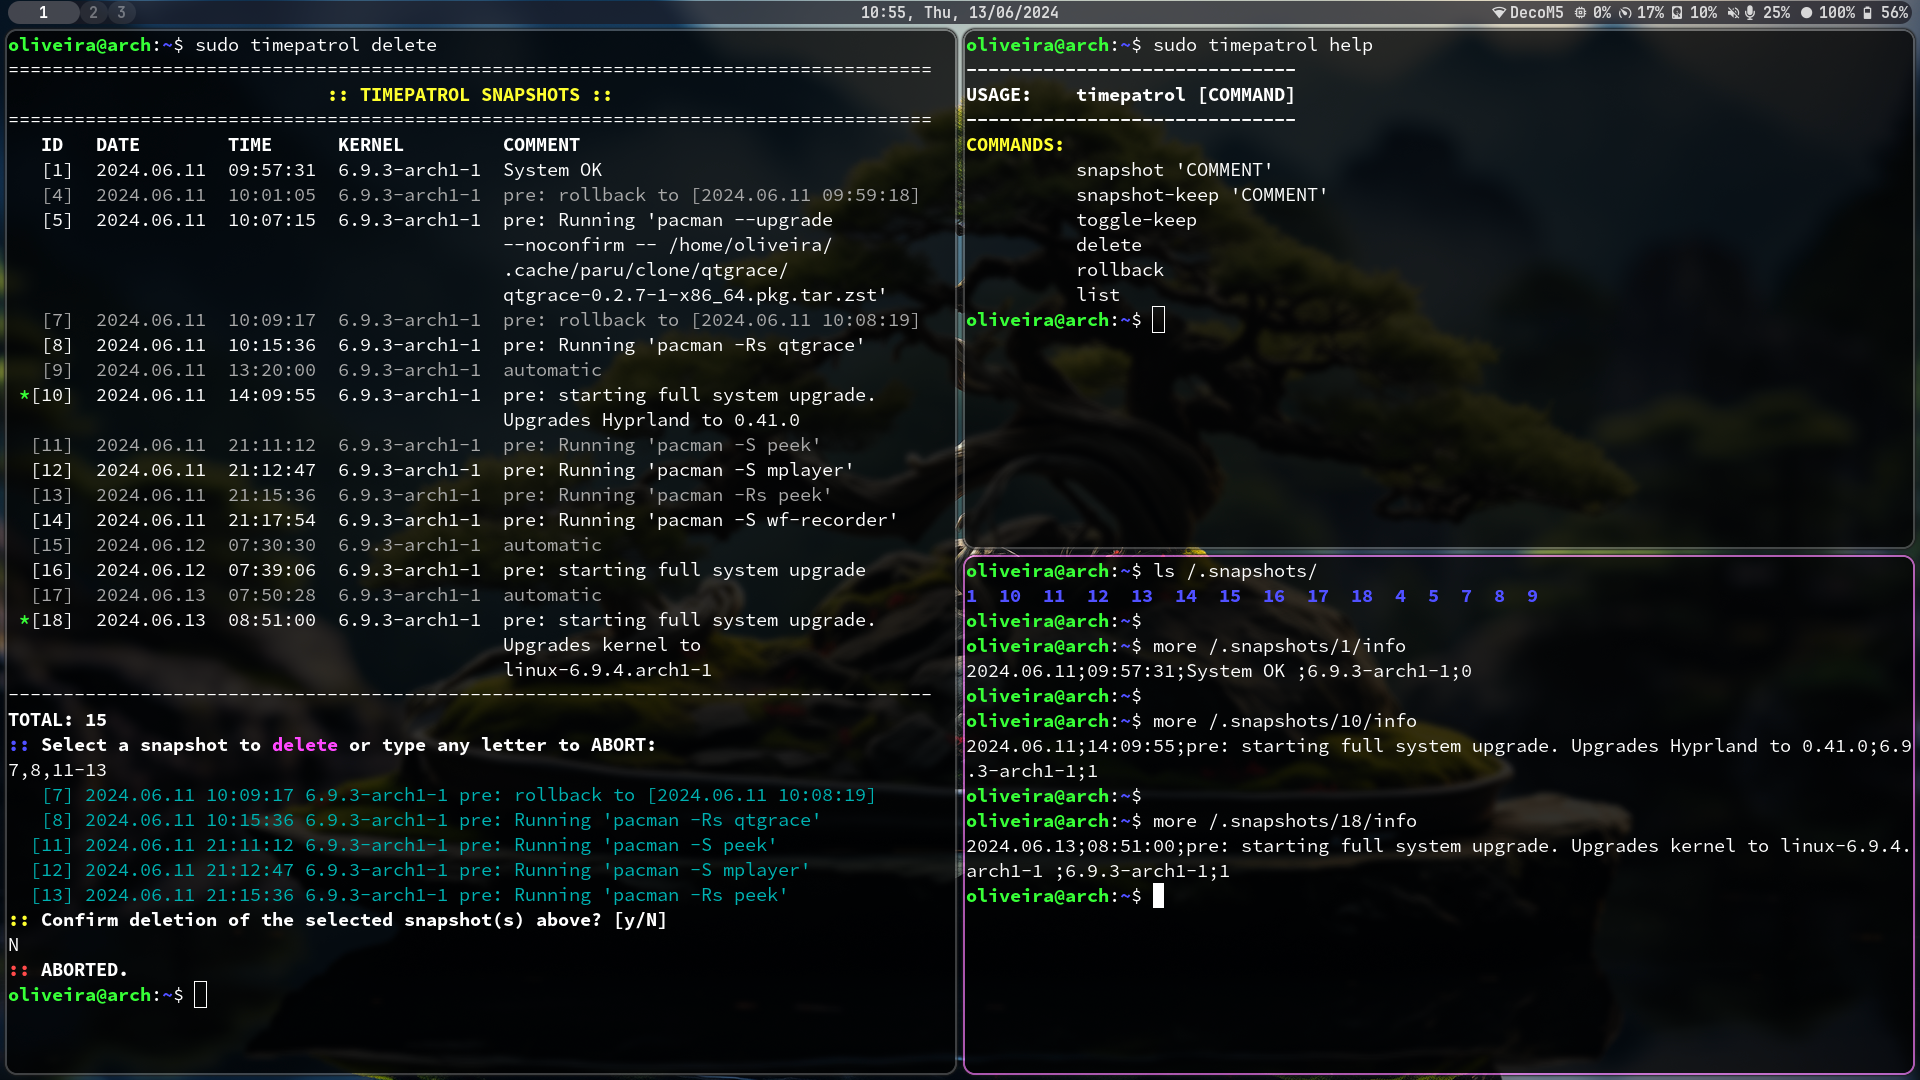 1 2 3
10:55, Thu, 13/06/2024
DecoM5 0% 17% 10% 25% 100% 56%
oliveira@arch:~$ sudo timepatrol delete
====================================================================================
:: TIMEPATROL SNAPSHOTS ::
====================================================================================
ID DATE TIME KERNEL COMMENT
[1] 2024.06.11 09:57:31 6.9.3-arch1-1 System OK
[4] 2024.06.11 10:01:05 6.9.3-arch1-1 pre: rollback to [2024.06.11 09:59:18]
[5] 2024.06.11 10:07:15 6.9.3-arch1-1 pre: Running 'pacman --upgrade
--noconfirm -- /home/oliveira/
.cache/paru/clone/qtgrace/
qtgrace-0.2.7-1-x86_64.pkg.tar.zst'
[7] 2024.06.11 10:09:17 6.9.3-arch1-1 pre: rollback to [2024.06.11 10:08:19]
[8] 2024.06.11 10:15:36 6.9.3-arch1-1 pre: Running 'pacman -Rs qtgrace'
[9] 2024.06.11 13:20:00 6.9.3-arch1-1 automatic
*[10] 2024.06.11 14:09:55 6.9.3-arch1-1 pre: starting full system upgrade.
Upgrades Hyprland to 0.41.0
[11] 2024.06.11 21:11:12 6.9.3-arch1-1 pre: Running 'pacman -S peek'
[12] 2024.06.11 21:12:47 6.9.3-arch1-1 pre: Running 'pacman -S mplayer'
[13] 2024.06.11 21:15:36 6.9.3-arch1-1 pre: Running 'pacman -Rs peek'
[14] 2024.06.11 21:17:54 6.9.3-arch1-1 pre: Running 'pacman -S wf-recorder'
[15] 2024.06.12 07:30:30 6.9.3-arch1-1 automatic
[16] 2024.06.12 07:39:06 6.9.3-arch1-1 pre: starting full system upgrade
[17] 2024.06.13 07:50:28 6.9.3-arch1-1 automatic
*[18] 2024.06.13 08:51:00 6.9.3-arch1-1 pre: starting full system upgrade.
Upgrades kernel to
linux-6.9.4.arch1-1
------------------------------------------------------------------------------------
TOTAL: 15
:: Select a snapshot to delete or type any letter to ABORT:
7,8,11-13
[7] 2024.06.11 10:09:17 6.9.3-arch1-1 pre: rollback to [2024.06.11 10:08:19]
[8] 2024.06.11 10:15:36 6.9.3-arch1-1 pre: Running 'pacman -Rs qtgrace'
[11] 2024.06.11 21:11:12 6.9.3-arch1-1 pre: Running 'pacman -S peek'
[12] 2024.06.11 21:12:47 6.9.3-arch1-1 pre: Running 'pacman -S mplayer'
[13] 2024.06.11 21:15:36 6.9.3-arch1-1 pre: Running 'pacman -Rs peek'
:: Confirm deletion of the selected snapshot(s) above? [y/N]
N
:: ABORTED.
oliveira@arch:~$
oliveira@arch:~$ sudo timepatrol help
------------------------------
USAGE: timepatrol [COMMAND]
------------------------------
COMMANDS:
snapshot 'COMMENT'
snapshot-keep 'COMMENT'
toggle-keep
delete
rollback
list
oliveira@arch:~$
oliveira@arch:~$ ls /.snapshots/
1 10 11 12 13 14 15 16 17 18 4 5 7 8 9
oliveira@arch:~$
oliveira@arch:~$ more /.snapshots/1/info
2024.06.11;09:57:31;System OK ;6.9.3-arch1-1;0
oliveira@arch:~$
oliveira@arch:~$ more /.snapshots/10/info
2024.06.11;14:09:55;pre: starting full system upgrade. Upgrades Hyprland to 0.41.0;6.9
.3-arch1-1;1
oliveira@arch:~$
oliveira@arch:~$ more /.snapshots/18/info
2024.06.13;08:51:00;pre: starting full system upgrade. Upgrades kernel to linux-6.9.4.
arch1-1 ;6.9.3-arch1-1;1
oliveira@arch:~$